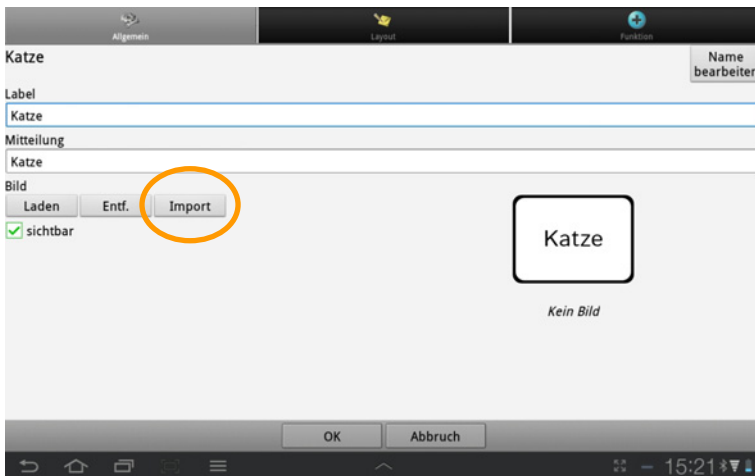 Allgemein
Layout
Funktion
Katze
Name
bearbeiten
Label
Katze
Mitteilung
Katze
Bild
Laden
Entf.
Import
sichtbar
Katze
Kein Bild
OK
Abbruch
15:21